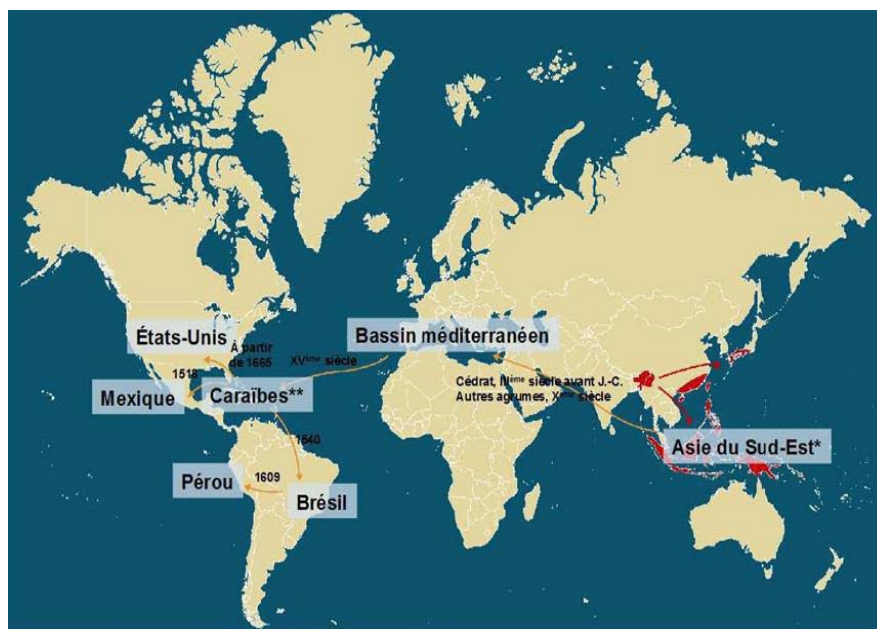 États-Unis
À partir
de 1665
XVème siècle
Bassin méditerranéen
1518
Mexique
Caraïbes**
Cédrat, IIIème siècle avant J.-C.
Autres agrumes, Xème siècle
Asie du Sud-Est*
1540
Pérou
1609
Brésil